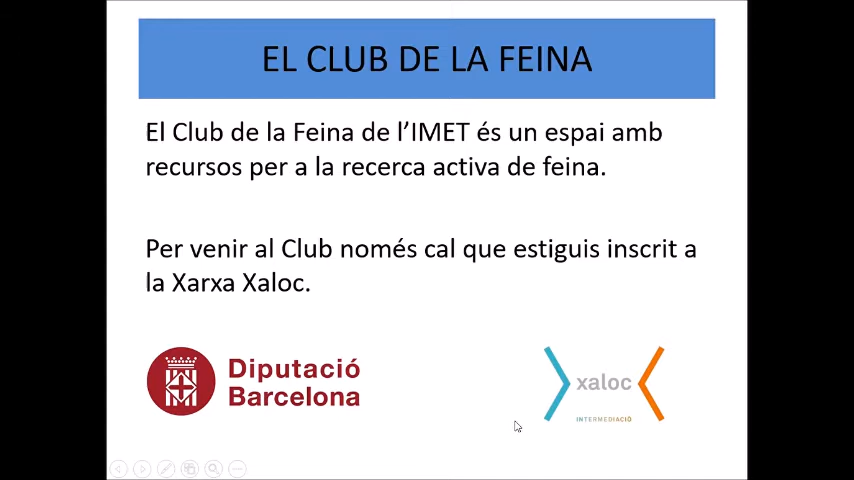 EL CLUB DE LA FEINA
El Club de la Feina de l’IMET és un espai amb
recursos per a la recerca activa de feina.
Per venir al Club només cal que estiguis inscrit a
la Xarxa Xaloc.
Diputació
Barcelona
xaloc
INTERMEDIACIÓ